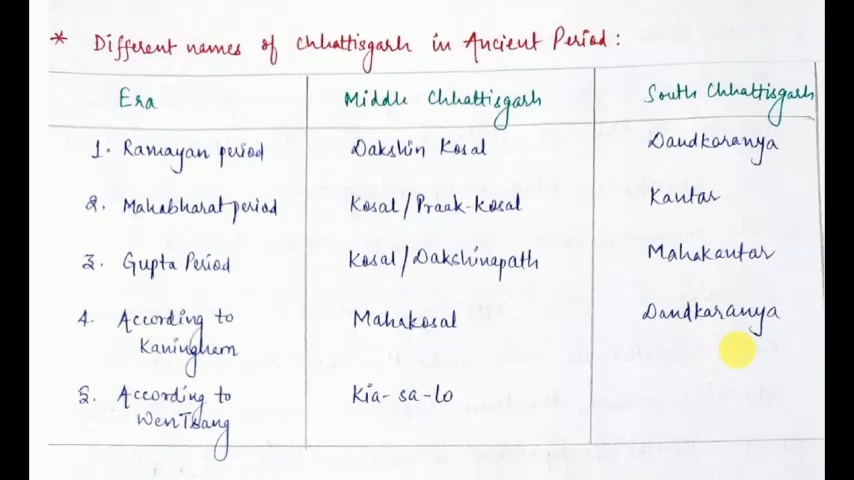 * Different names of Chhattisgarh in Ancient Period :
Era Middle Chhattisgarh South Chhattisgarh
1. Ramayan period Dakshin Kosal Dandkaranya
2. Mahabharat period Kosal / Praak-Kosal Kantar
3. Gupta Period Kosal / Dakshinapath Mahakantar
4. According to Kaningham Mahakosal Dandkaranya
5. According to Wen Tsang Kia-sa-lo